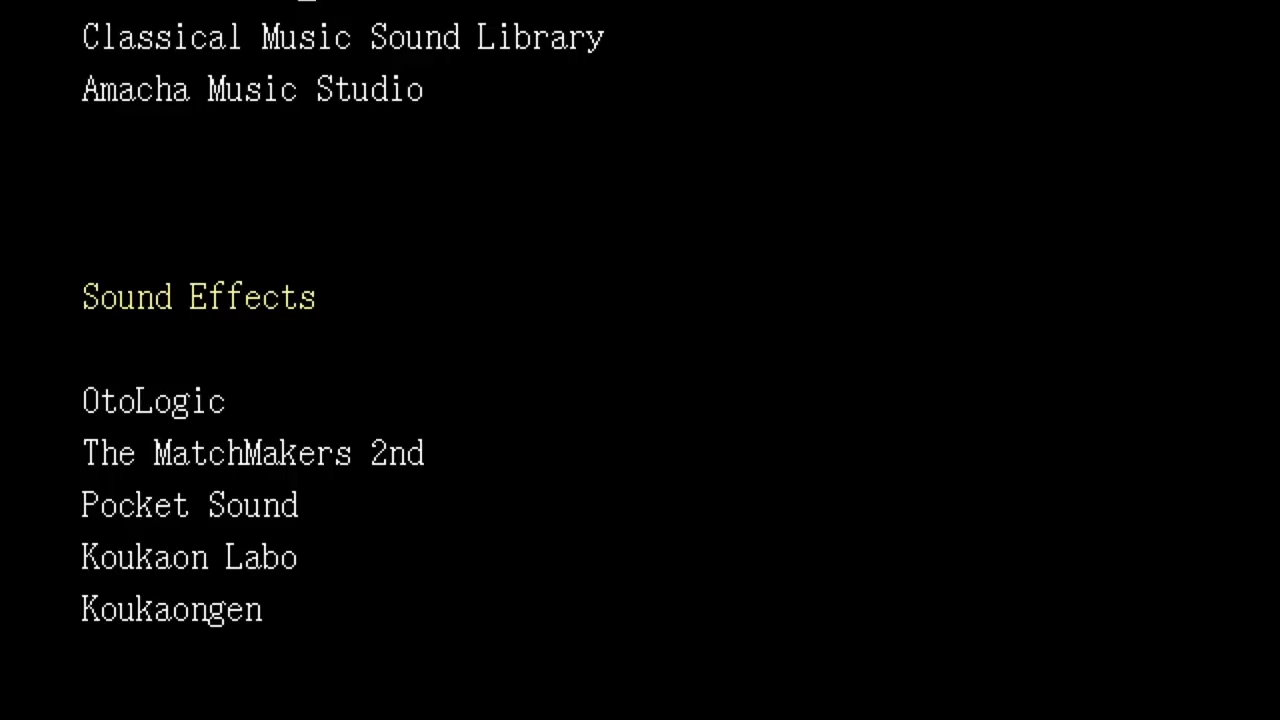 Classical Music Sound Library
Amacha Music Studio
Sound Effects
OtoLogic
The MatchMakers 2nd
Pocket Sound
Koukaon Labo
Koukaongen